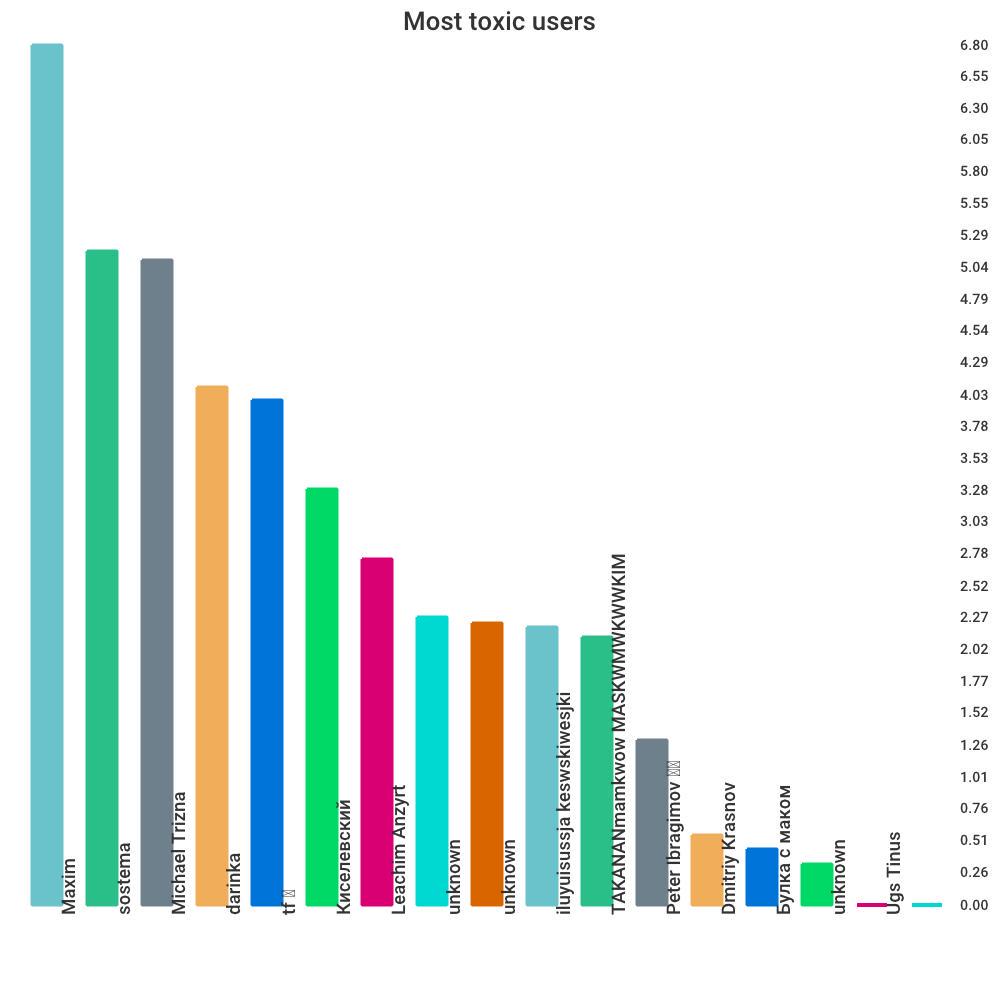 Most toxic users
6.80
6.55
6.30
6.05
5.80
5.55
5.29
5.04
4.79
4.54
4.29
4.03
3.78
3.53
3.28
3.03
2.78
2.52
2.27
2.02
1.77
1.52
1.26
1.01
0.76
0.51
0.26
0.00
Maxim
sostema
Michael Trizna
darinka
tf
Киселевский
Leachim Anzyrt
unknown
unknown
iluyuisussja keswskiwesjki
TAKANANNmamkwow MASKWMWKWWKIM
Peter Ibragimov
Dmitriy Krasnov
Булка с маком
unknown
Ugs Tinus